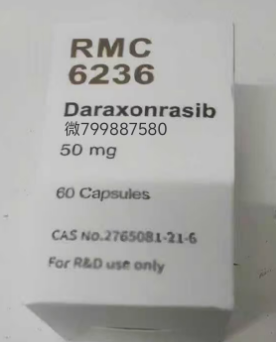 RMC
6236
Daraxonrasib
微799887580
50 mg
60 Capsules
CAS No.2765081-21-6
For R&D use only